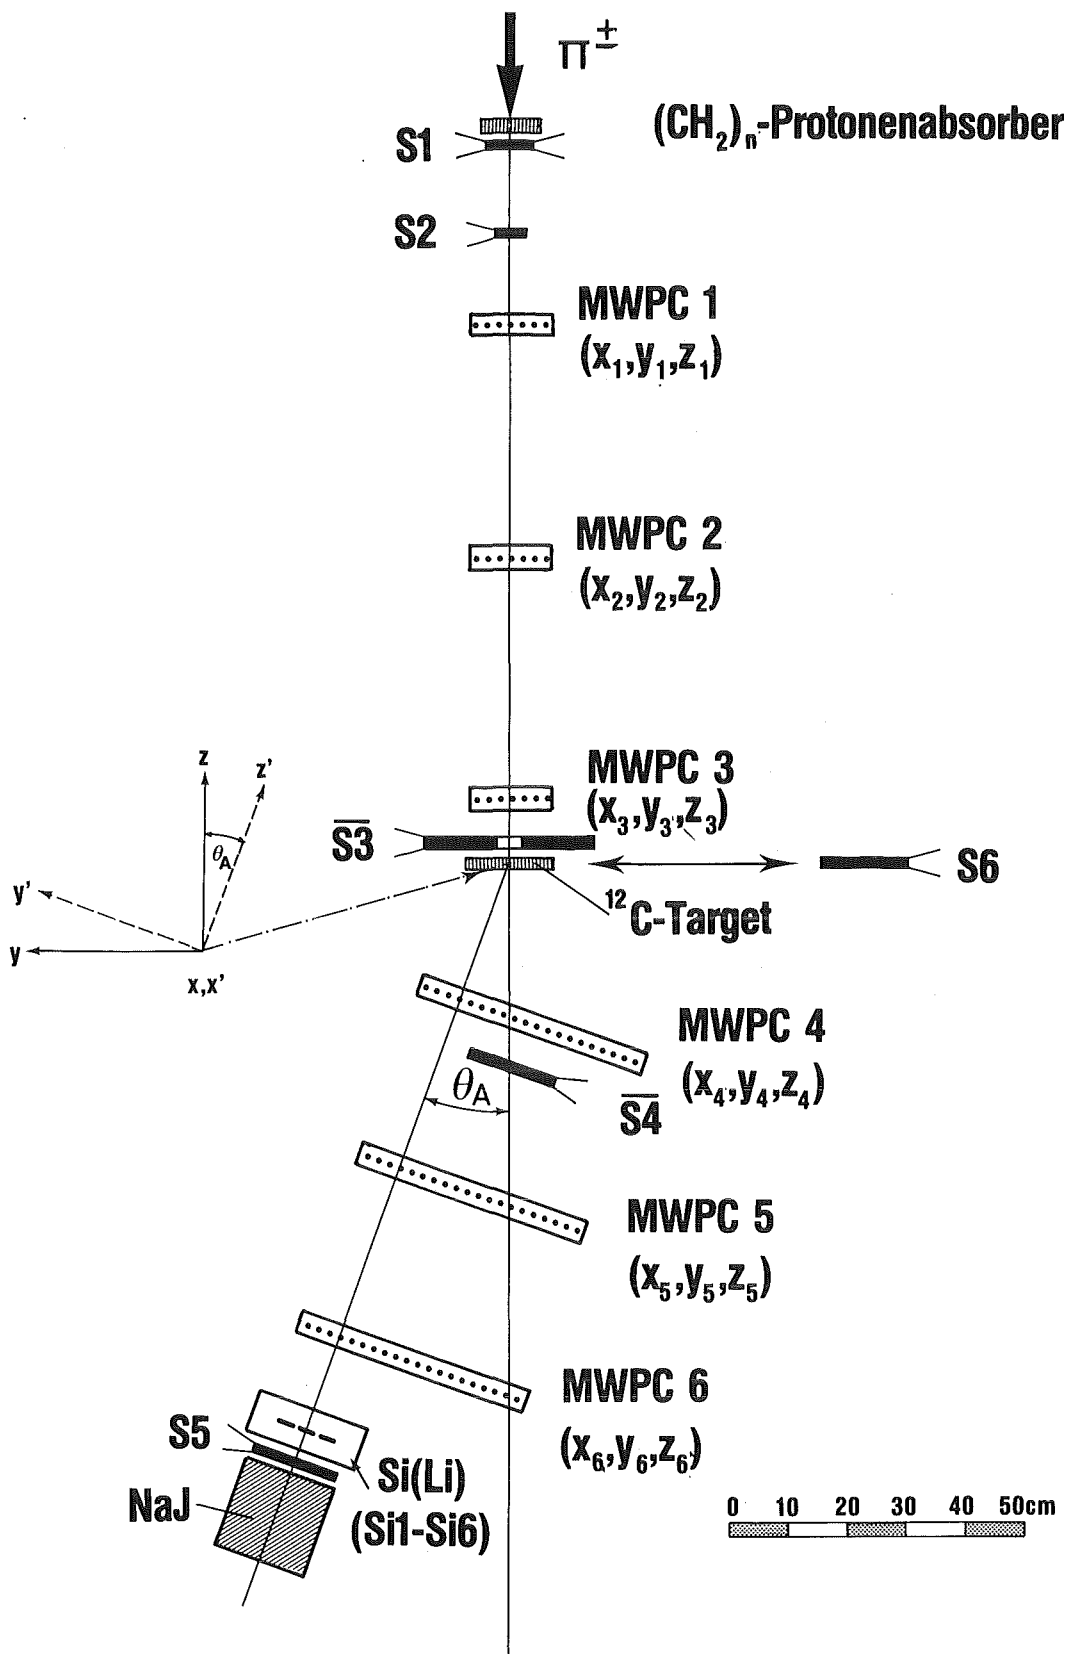 π±
(CH₂)ₙ-Protonenabsorber
S1
S2
MWPC 1
(x₁,y₁,z₁)
MWPC 2
(x₂,y₂,z₂)
MWPC 3
(x₃,y₃,z₃)
z
z'
θ_A
S̅3̅
S6
y'
y
x,x'
¹²C-Target
MWPC 4
(x₄,y₄,z₄)
θ_A
S̅4̅
MWPC 5
(x₅,y₅,z₅)
MWPC 6
(x₆,y₆,z₆)
S5
Si(Li)
(Si1-Si6)
NaJ
0 10 20 30 40 50cm